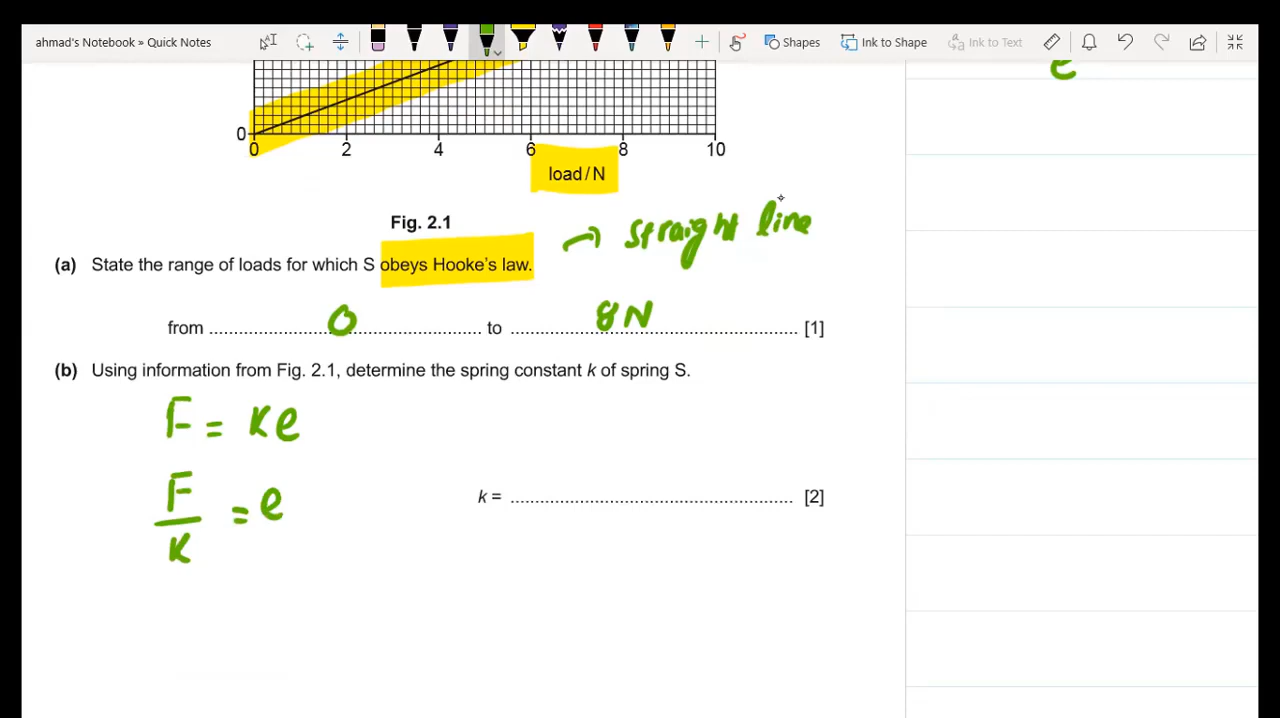 ahmad's Notebook » Quick Notes
Shapes
Ink to Shape
Ink to Text
e
0
0 2 4 6 8 10
load / N
Fig. 2.1
→ straight line
(a) State the range of loads for which S obeys Hooke's law.
0 8N
from ................................................ to ................................................ [1]
(b) Using information from Fig. 2.1, determine the spring constant k of spring S.
F = Ke
F
— = e
K
k = ................................................ [2]